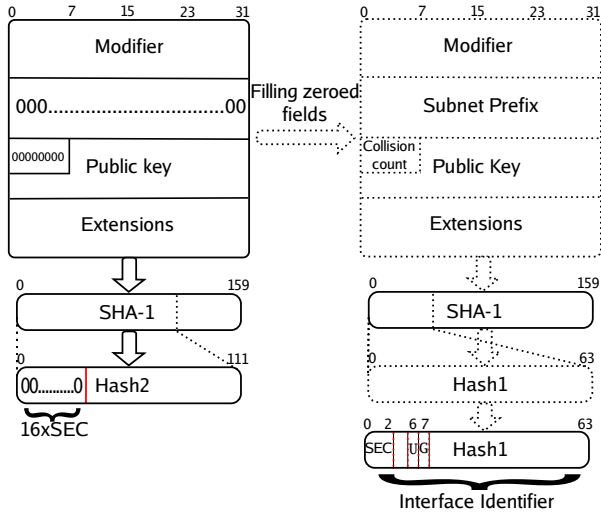 0 7 15 23 31
Modifier
000............................00
00000000
Public key
Extensions
0 159
SHA-1
0 111
00..........0 Hash2
16xSEC
Filling zeroed
fields
0 7 15 23 31
Modifier
Subnet Prefix
Collision
count
Public Key
Extensions
0 159
SHA-1
0 63
Hash1
0 2 6 7 63
SEC U G Hash1
Interface Identifier